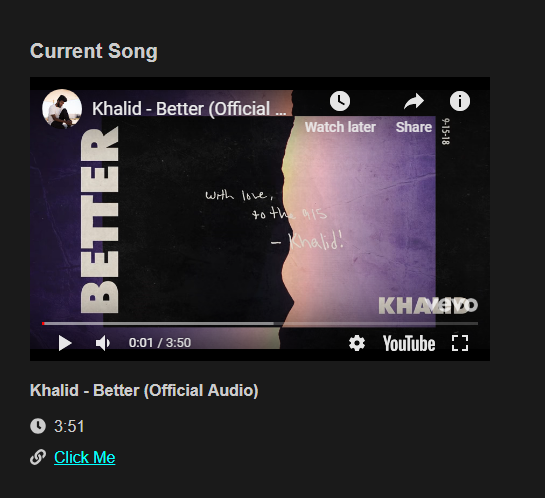 Current Song
Khalid - Better (Official ...
Watch later
Share
9-15-18
BETTER
with love,
to the 915
- Khalid!
KHALID
vevo
0:01 / 3:50
YouTube
Khalid - Better (Official Audio)
3:51
Click Me